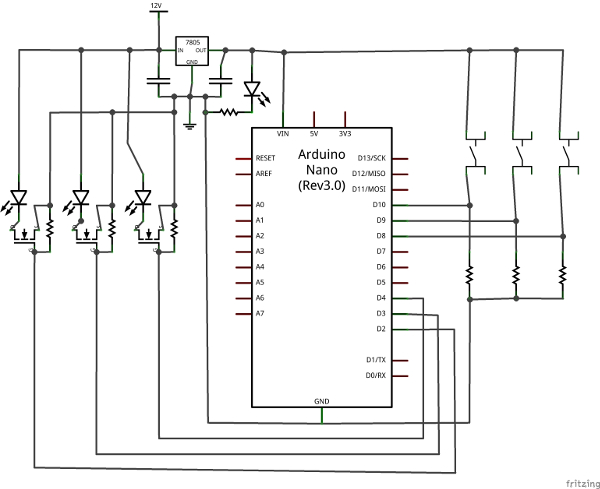 12V
7805
IN OUT
GND
VIN 5V 3V3
Arduino
Nano
(Rev3.0)
RESET
AREF
A0
A1
A2
A3
A4
A5
A6
A7
D13/SCK
D12/MISO
D11/MOSI
D10
D9
D8
D7
D6
D5
D4
D3
D2
D1/TX
D0/RX
GND
fritzing